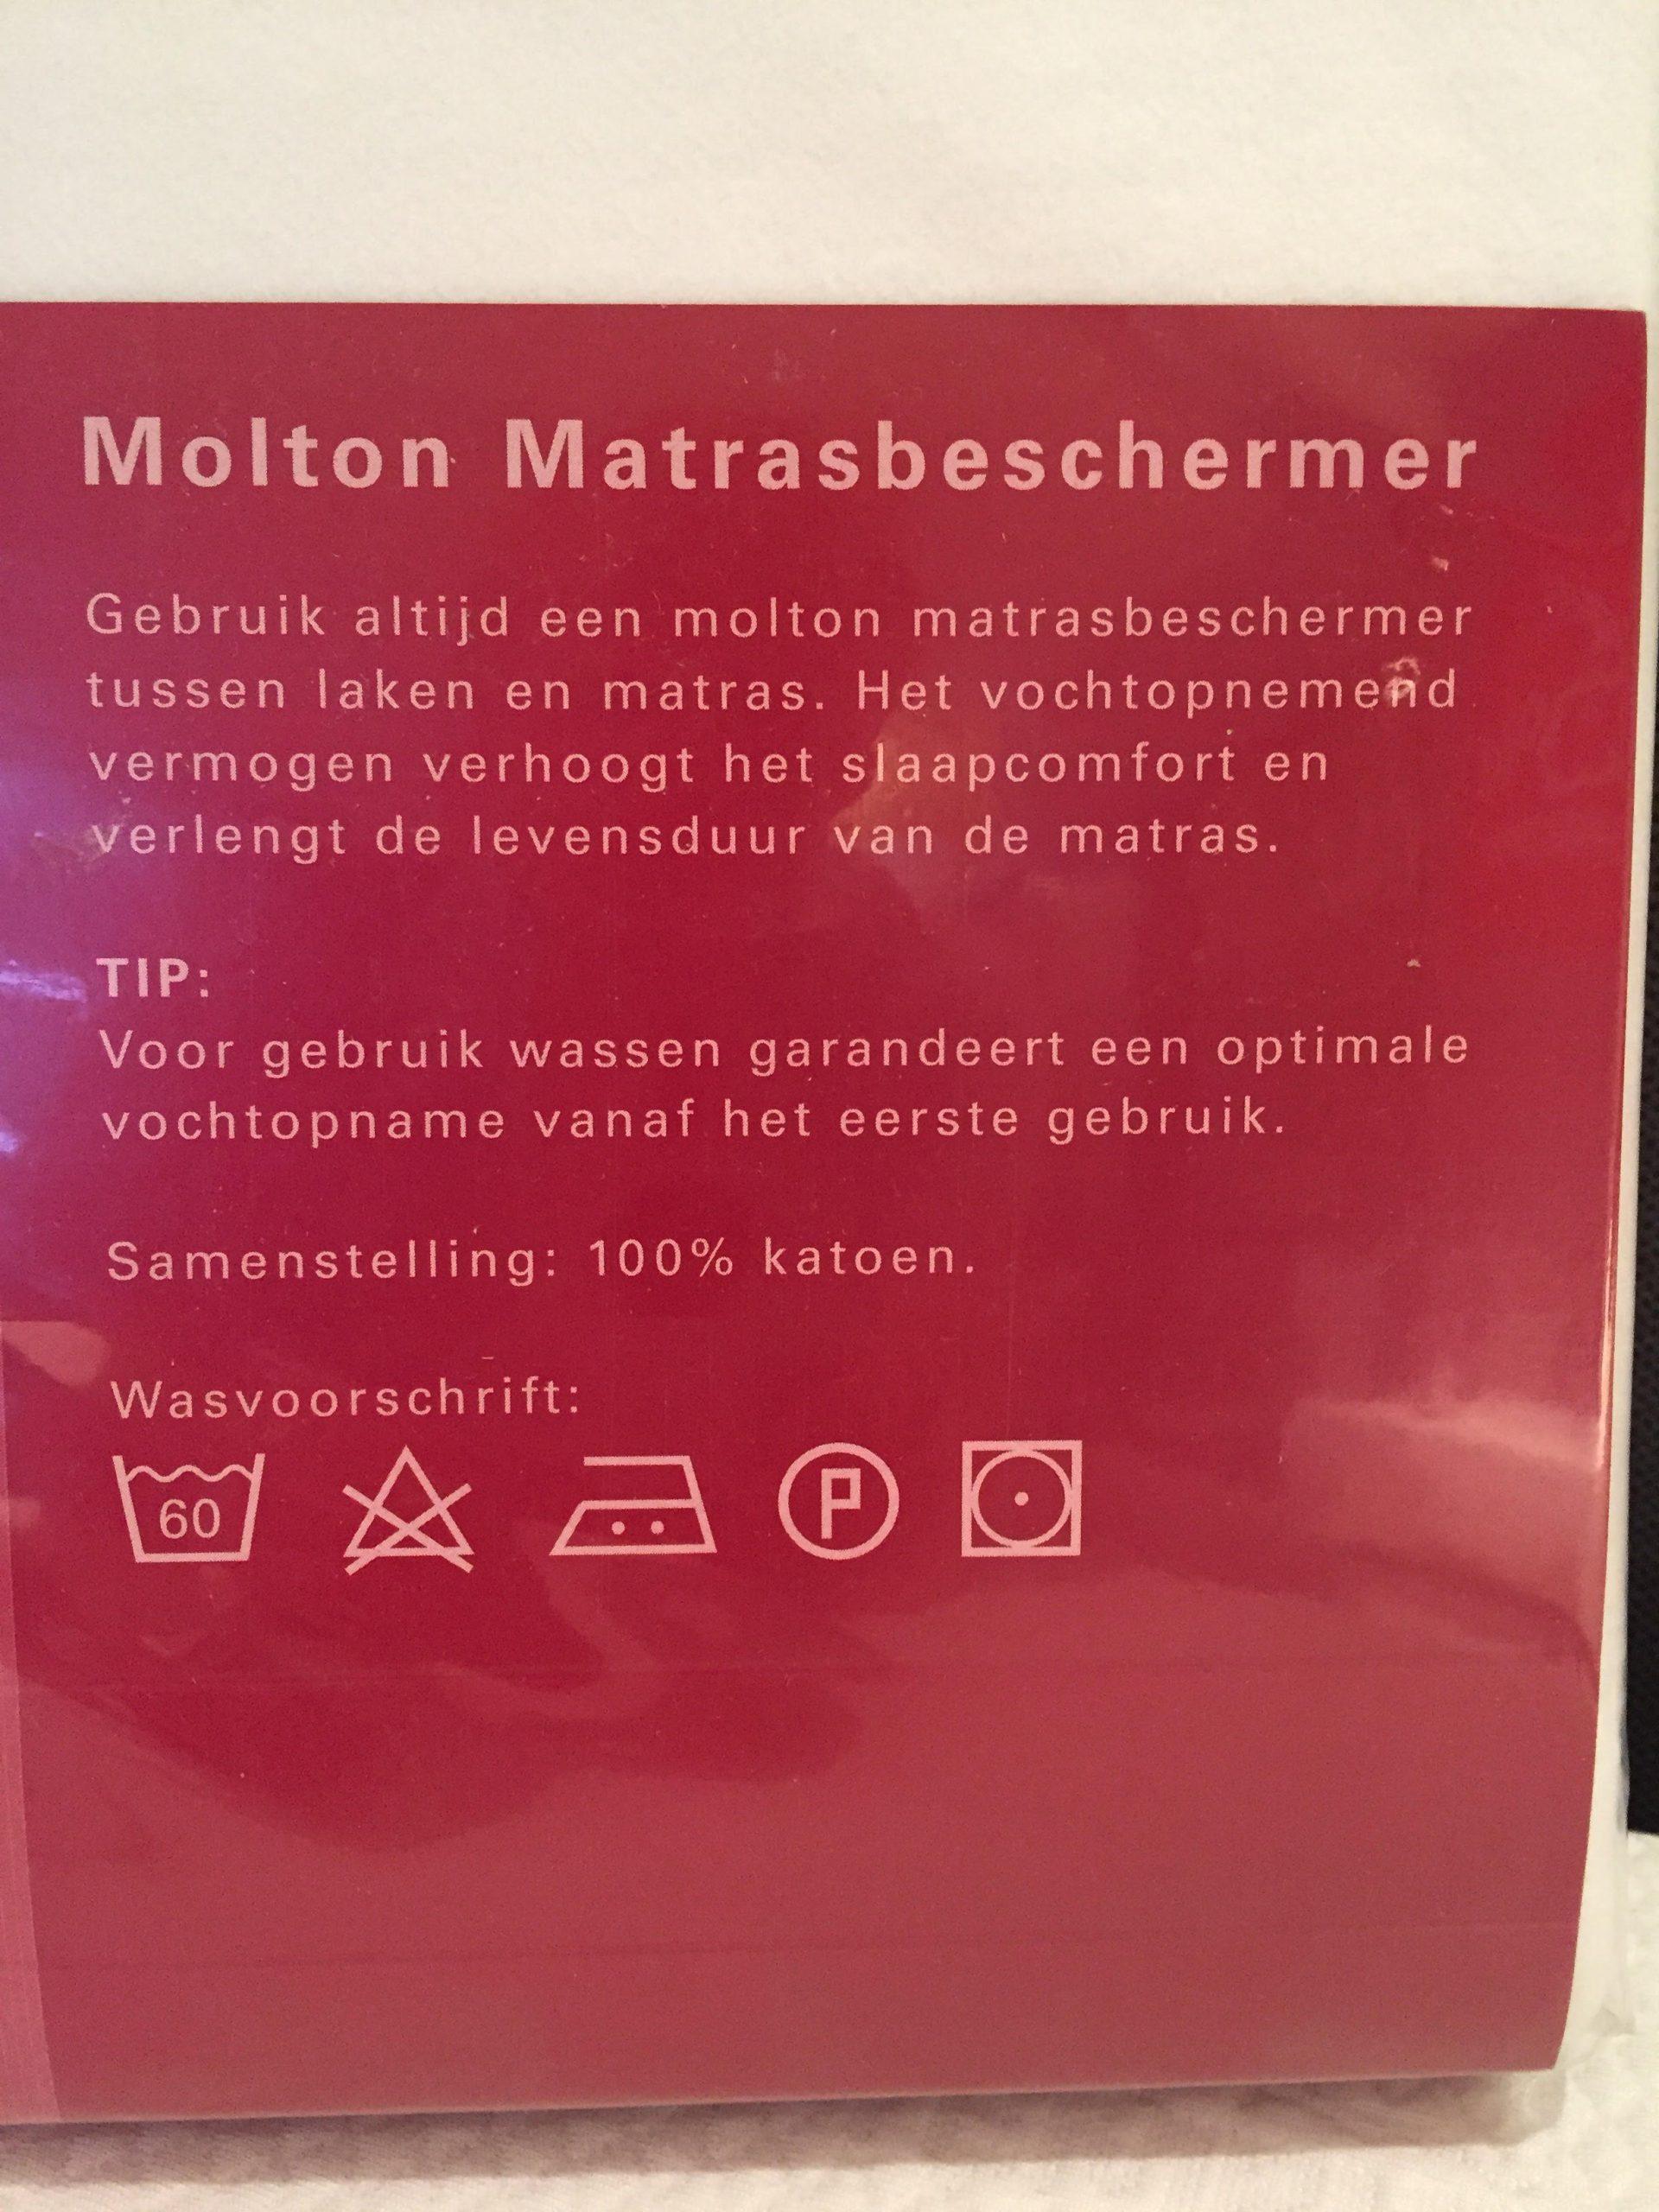 Molton Matrasbeschermer
Gebruik altijd een molton matrasbeschermer
tussen laken en matras. Het vochtopnemend
vermogen verhoogt het slaapcomfort en
verlengt de levensduur van de matras.
TIP:
Voor gebruik wassen garandeert een optimale
vochtopname vanaf het eerste gebruik.
Samenstelling: 100% katoen.
Wasvoorschrift:
60 P